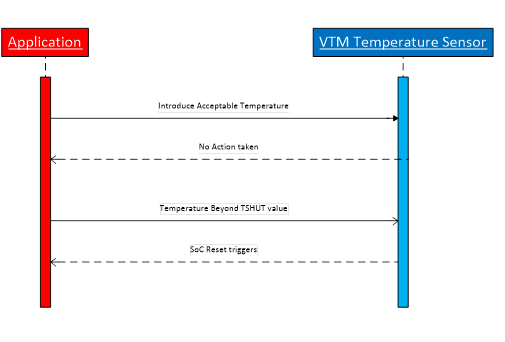 Application
VTM Temperature Sensor
Introduce Acceptable Temperature
No Action taken
Temperature Beyond TSHUT value
SoC Reset triggers